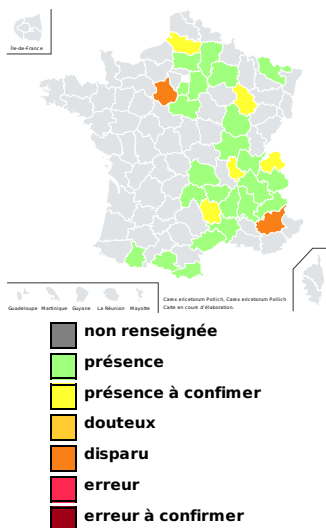 Île-de-France
Guadeloupe Martinique Guyane La Réunion Mayotte
Carex ericetorum Pollich, Carex ericetorum Pollich
Carte en cours d'élaboration.
non renseignée
présence
présence à confimer
douteux
disparu
erreur
erreur à confirmer